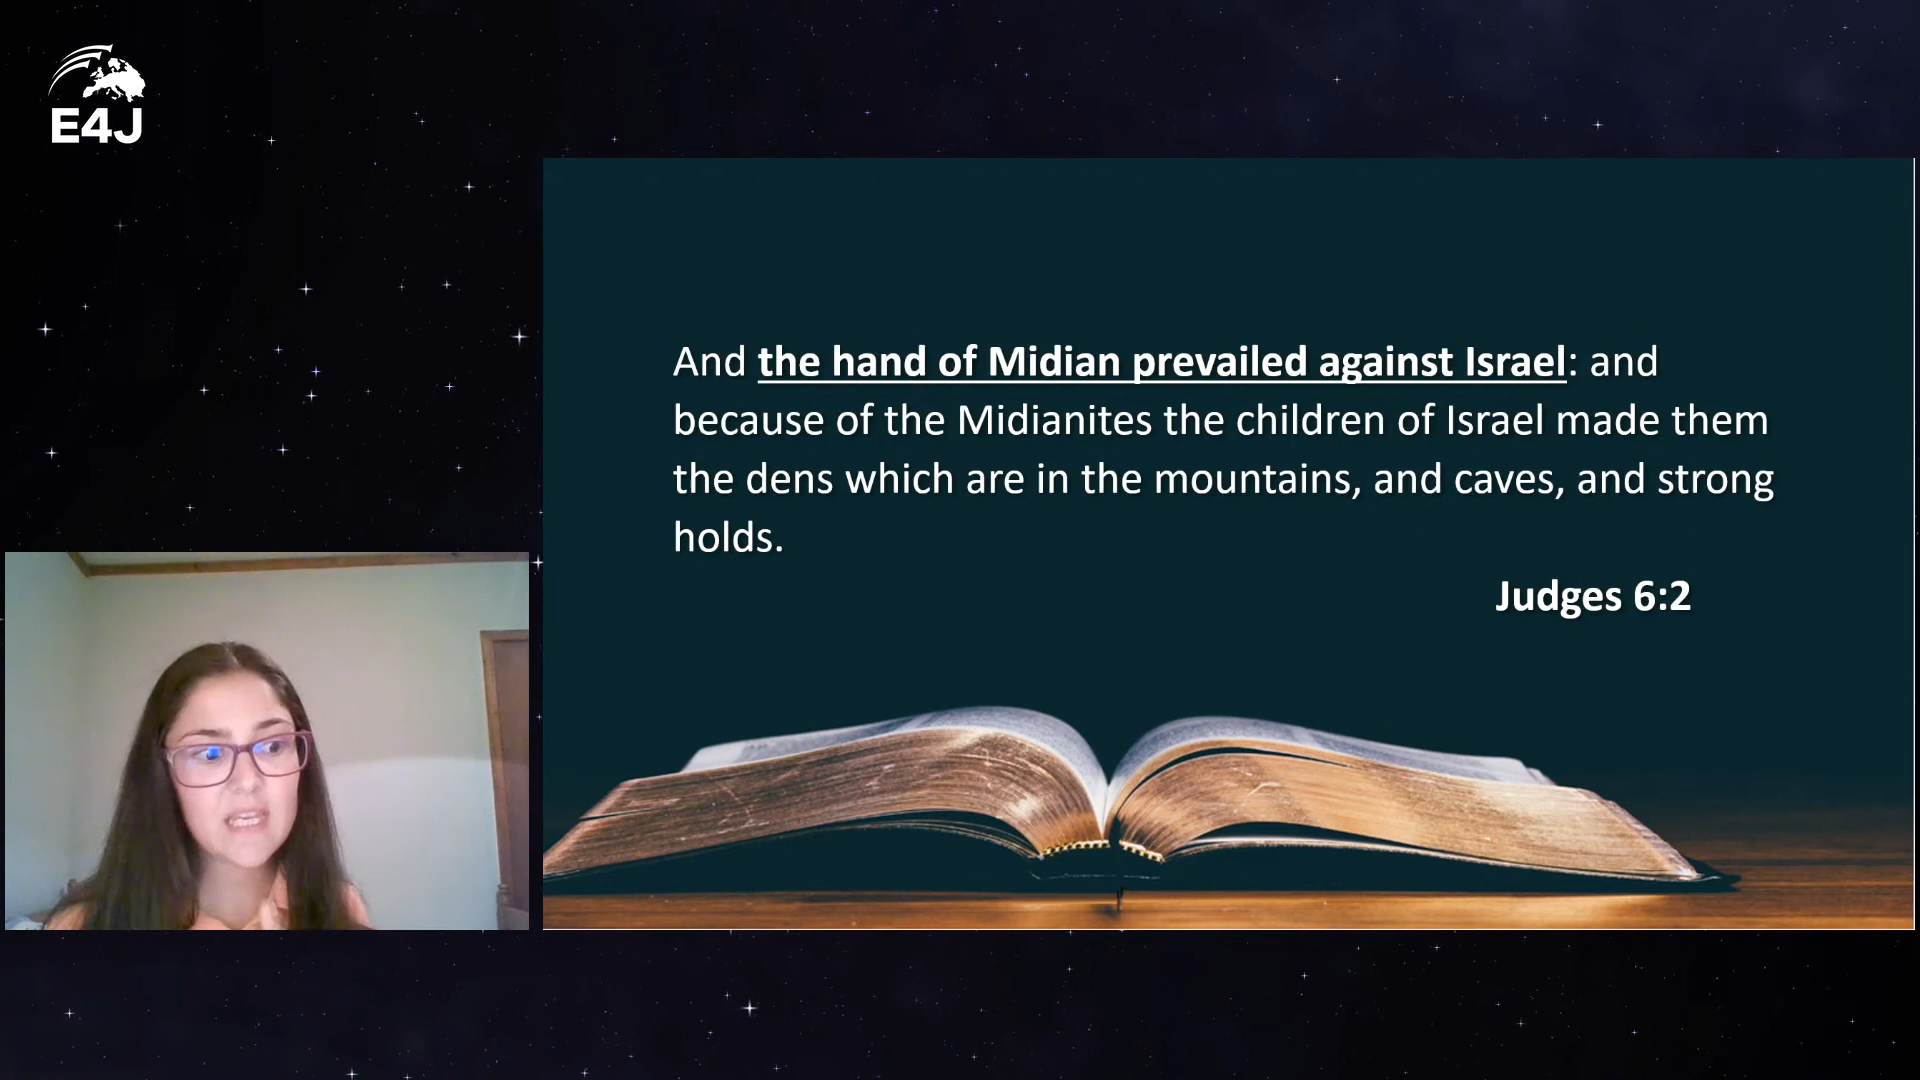 E4J
And the hand of Midian prevailed against Israel: and
because of the Midianites the children of Israel made them
the dens which are in the mountains, and caves, and strong
holds.
Judges 6:2